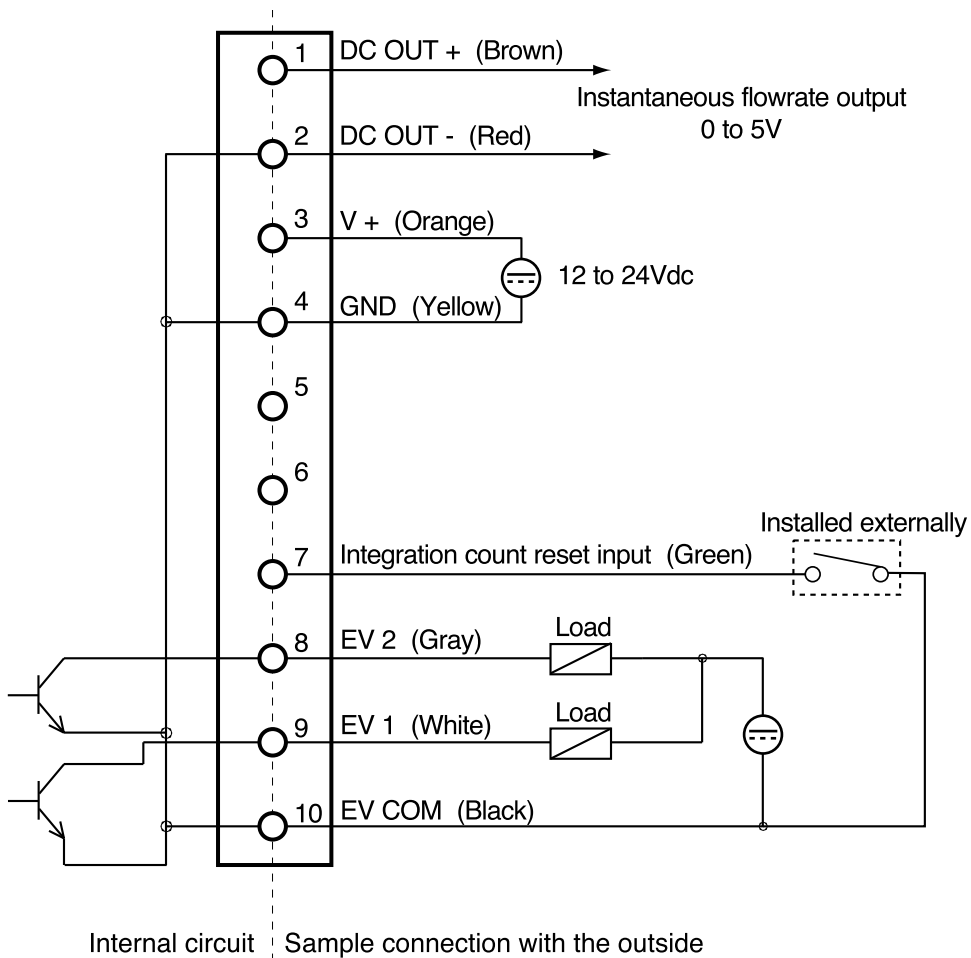 1 DC OUT + (Brown)
Instantaneous flowrate output
0 to 5V
2 DC OUT - (Red)
3 V + (Orange)
12 to 24Vdc
4 GND (Yellow)
5
6
Installed externally
7 Integration count reset input (Green)
Load
8 EV 2 (Gray)
Load
9 EV 1 (White)
10 EV COM (Black)
Internal circuit
Sample connection with the outside